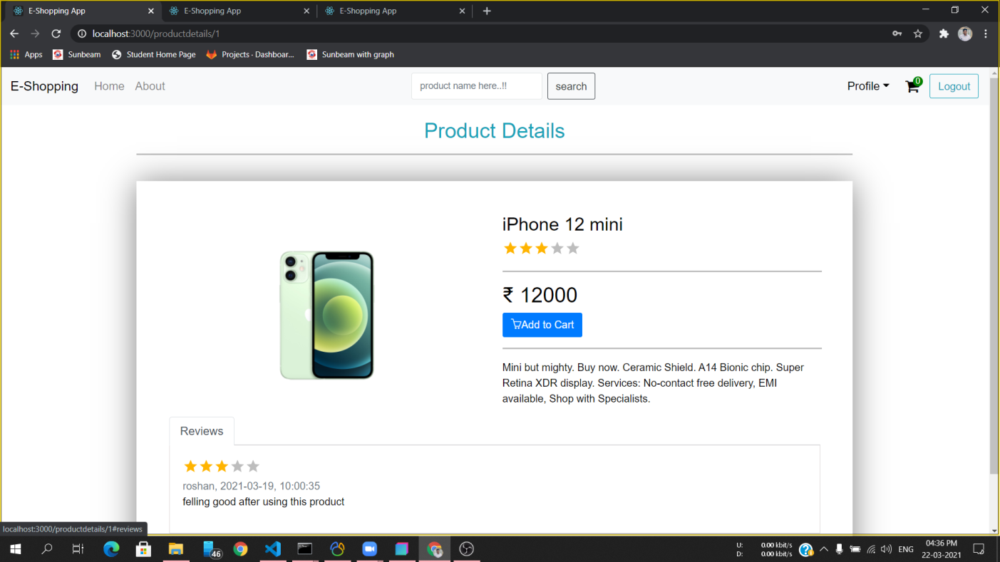 E-Shopping App
E-Shopping App
E-Shopping App
localhost:3000/productdetails/1
Apps Sunbeam Student Home Page Projects · Dashboar... Sunbeam with graph
E-Shopping Home About product name here..!! search Profile 0 Logout
Product Details
iPhone 12 mini
₹ 12000
Add to Cart
Mini but mighty. Buy now. Ceramic Shield. A14 Bionic chip. Super
Retina XDR display. Services: No-contact free delivery, EMI
available, Shop with Specialists.
Reviews
roshan, 2021-03-19, 10:00:35
felling good after using this product
localhost:3000/productdetails/1#reviews
46
U: 0.00 kbit/s
D: 0.00 kbit/s
ENG
04:36 PM
22-03-2021